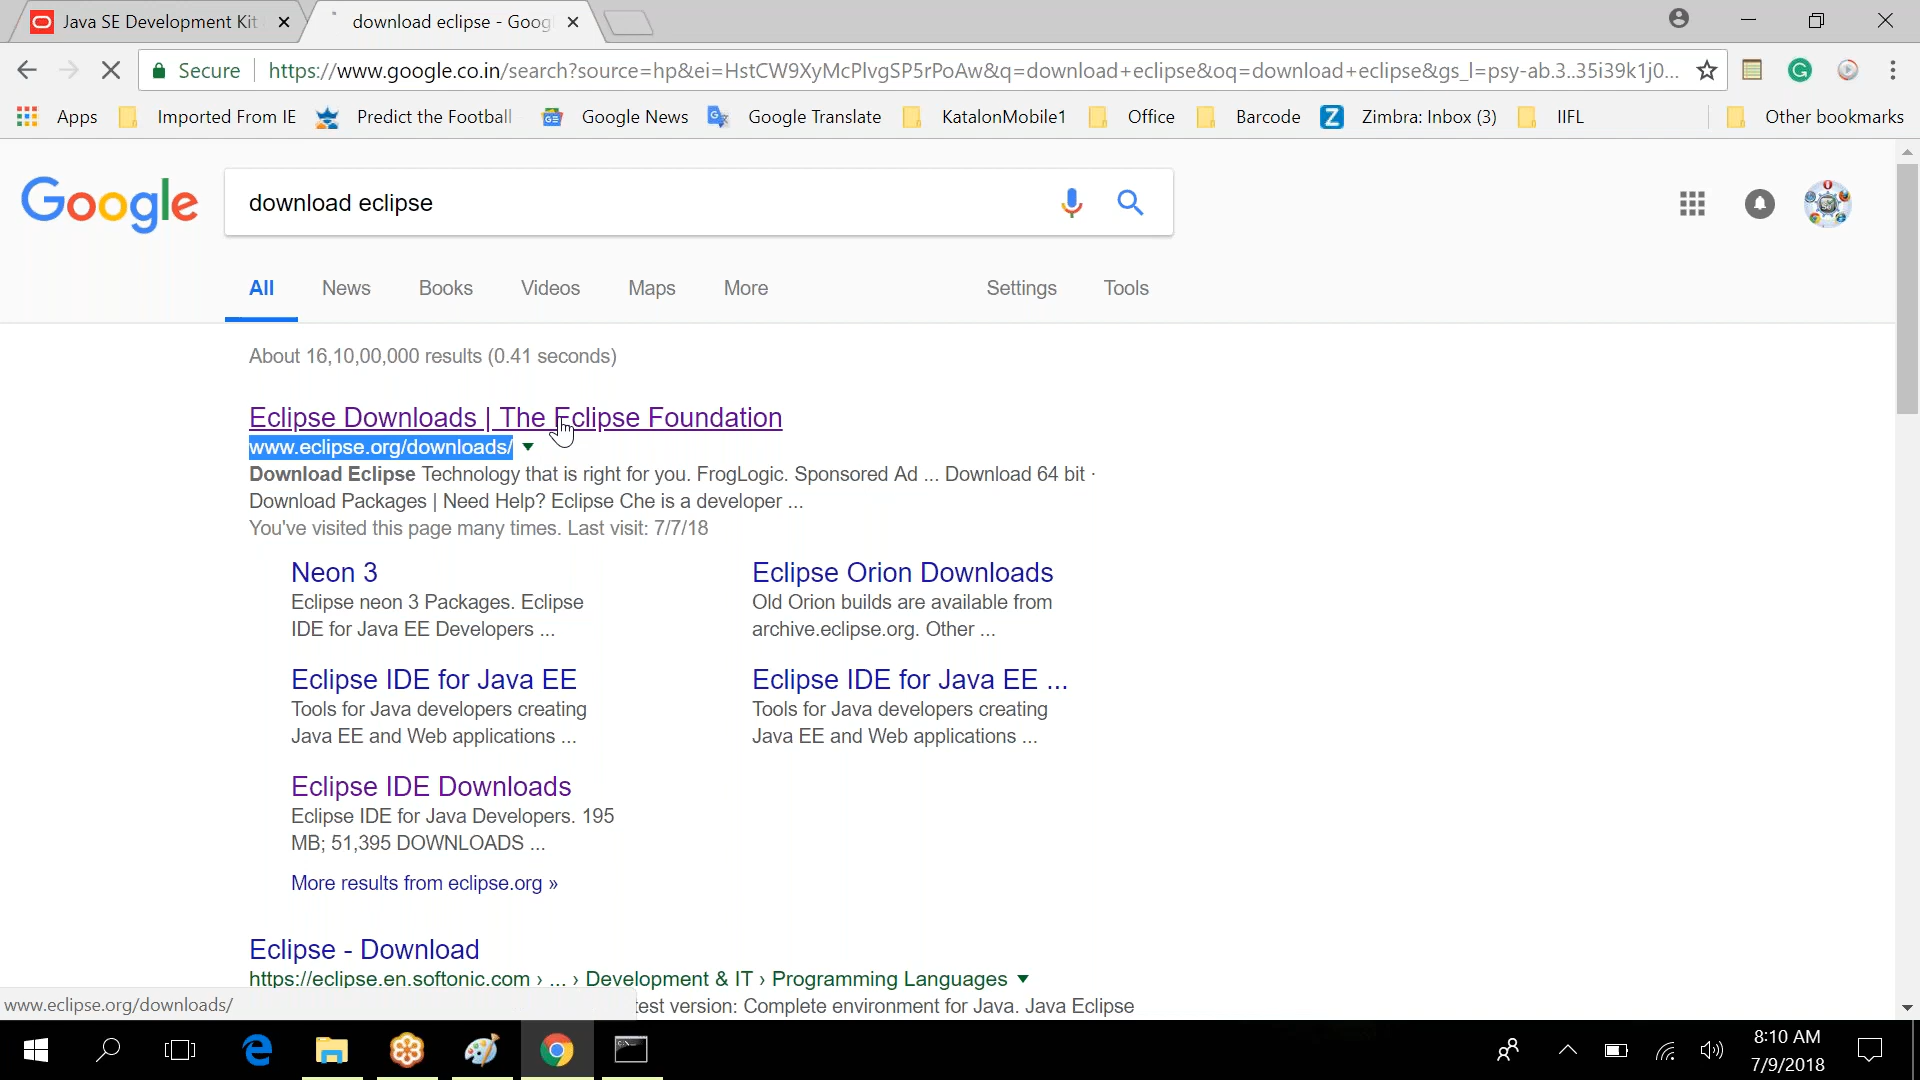 Java SE Development Kit
download eclipse - Goog
Secure
https://www.google.co.in/search?source=hp&ei=HstCW9XyMcPlvgSP5rPoAw&q=download+eclipse&oq=download+eclipse&gs_l=psy-ab.3..35i39k1j0...
Apps
Imported From IE
Predict the Football
Google News
Google Translate
KatalonMobile1
Office
Barcode
Zimbra: Inbox (3)
IIFL
Other bookmarks
Google
download eclipse
All
News
Books
Videos
Maps
More
Settings
Tools
About 16,10,00,000 results (0.41 seconds)
Eclipse Downloads | The Eclipse Foundation
www.eclipse.org/downloads/
Download Eclipse Technology that is right for you. FrogLogic. Sponsored Ad ... Download 64 bit ·
Download Packages | Need Help? Eclipse Che is a developer ...
You've visited this page many times. Last visit: 7/7/18
Neon 3
Eclipse neon 3 Packages. Eclipse
IDE for Java EE Developers ...
Eclipse Orion Downloads
Old Orion builds are available from
archive.eclipse.org. Other ...
Eclipse IDE for Java EE
Tools for Java developers creating
Java EE and Web applications ...
Eclipse IDE for Java EE ...
Tools for Java developers creating
Java EE and Web applications ...
Eclipse IDE Downloads
Eclipse IDE for Java Developers. 195
MB; 51,395 DOWNLOADS ...
More results from eclipse.org »
Eclipse - Download
https://eclipse.en.softonic.com › ... › Development & IT › Programming Languages
www.eclipse.org/downloads/
test version: Complete environment for Java. Java Eclipse
8:10 AM
7/9/2018